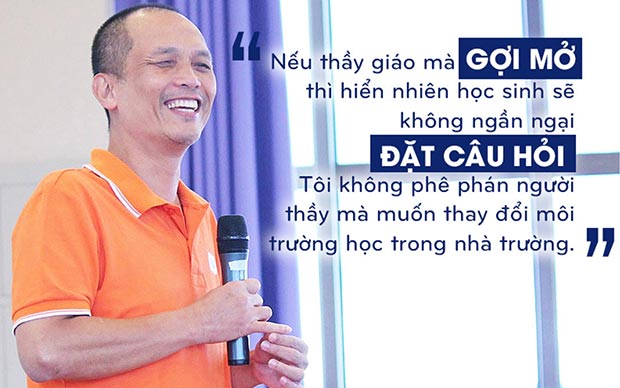 “ Nếu thầy giáo mà GỢI MỞ
thì hiển nhiên học sinh sẽ
không ngần ngại
ĐẶT CÂU HỎI
Tôi không phê phán người
thầy mà muốn thay đổi môi
trường học trong nhà trường. ”